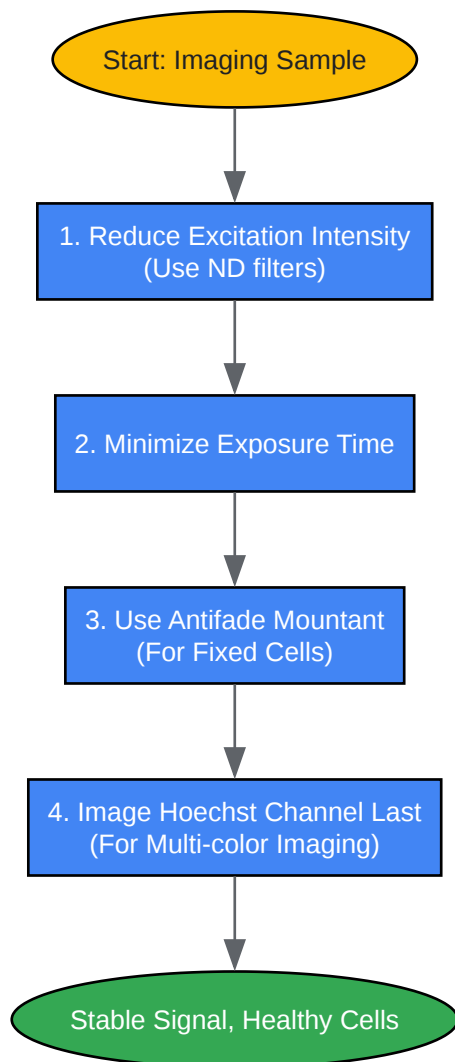 Start: Imaging Sample
1. Reduce Excitation Intensity
(Use ND filters)
2. Minimize Exposure Time
3. Use Antifade Mountant
(For Fixed Cells)
4. Image Hoechst Channel Last
(For Multi-color Imaging)
Stable Signal, Healthy Cells